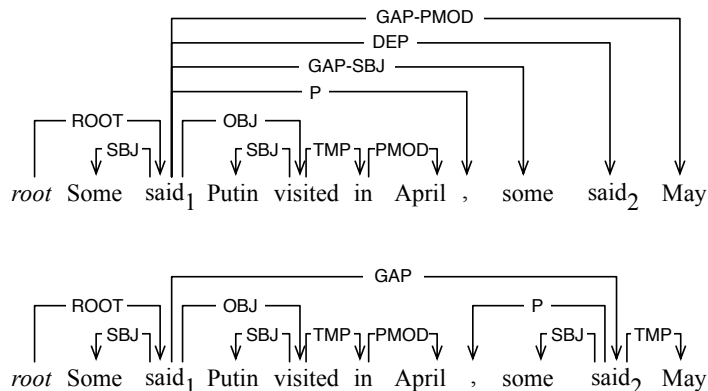 GAP-PMOD
DEP
GAP-SBJ
P
ROOT OBJ
SBJ SBJ TMP PMOD
root Some said1 Putin visited in April , some said2 May
GAP
ROOT OBJ P
SBJ SBJ TMP PMOD SBJ TMP
root Some said1 Putin visited in April , some said2 May